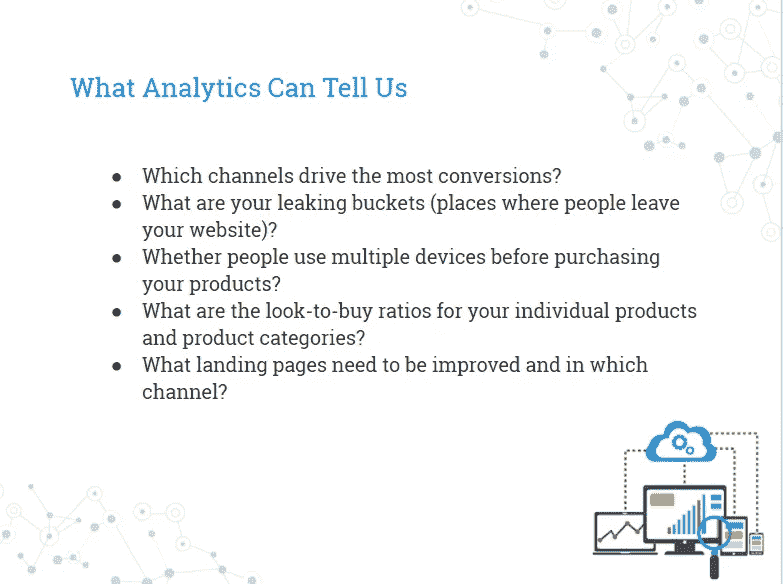 What Analytics Can Tell Us
● Which channels drive the most conversions?
● What are your leaking buckets (places where people leave
your website)?
● Whether people use multiple devices before purchasing
your products?
● What are the look-to-buy ratios for your individual products
and product categories?
● What landing pages need to be improved and in which
channel?